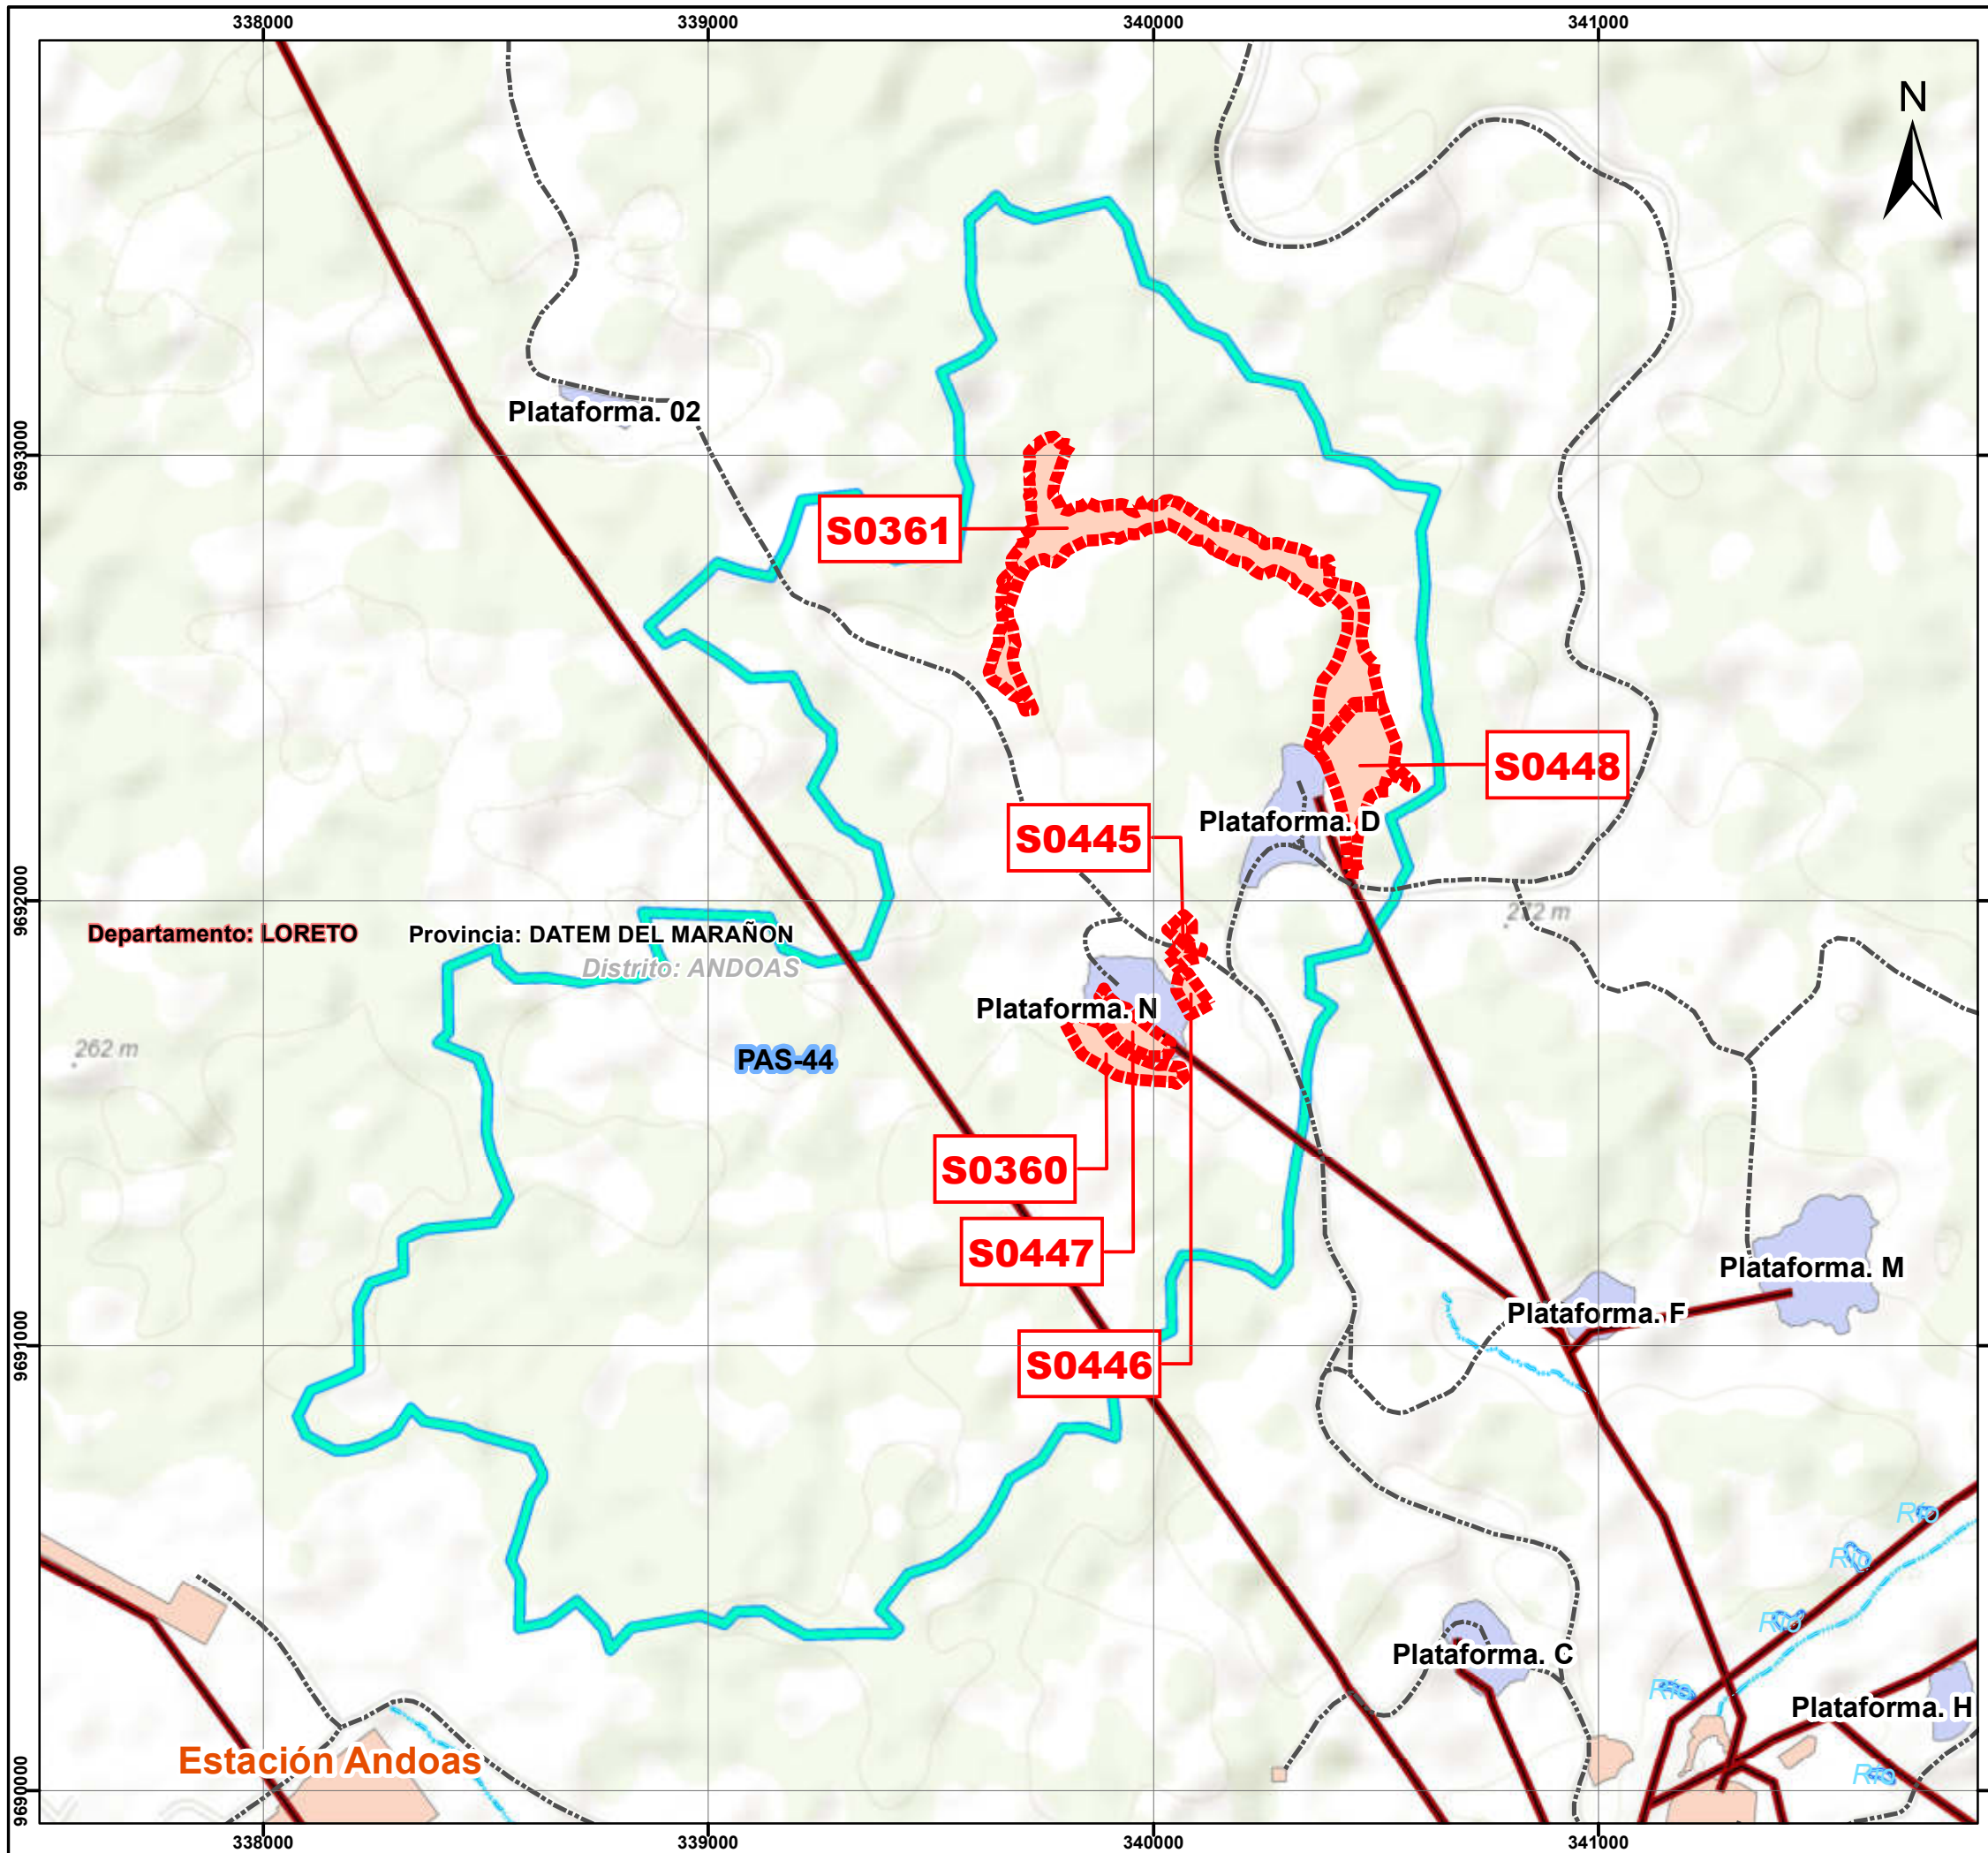 338000 339000 340000 341000
N
Plataforma. 02
9693000
S0361
S0448
Plataforma. D
S0445
9692000
272 m
Departamento: LORETO
Provincia: DATEM DEL MARAÑON
Distrito: ANDOAS
Plataforma. N
262 m
PAS-44
S0360
S0447
Plataforma. M
Plataforma. F
9691000
S0446
Río
Río
Río
Plataforma. C
Río
Plataforma. H
Estación Andoas
Río
9690000
338000 339000 340000 341000